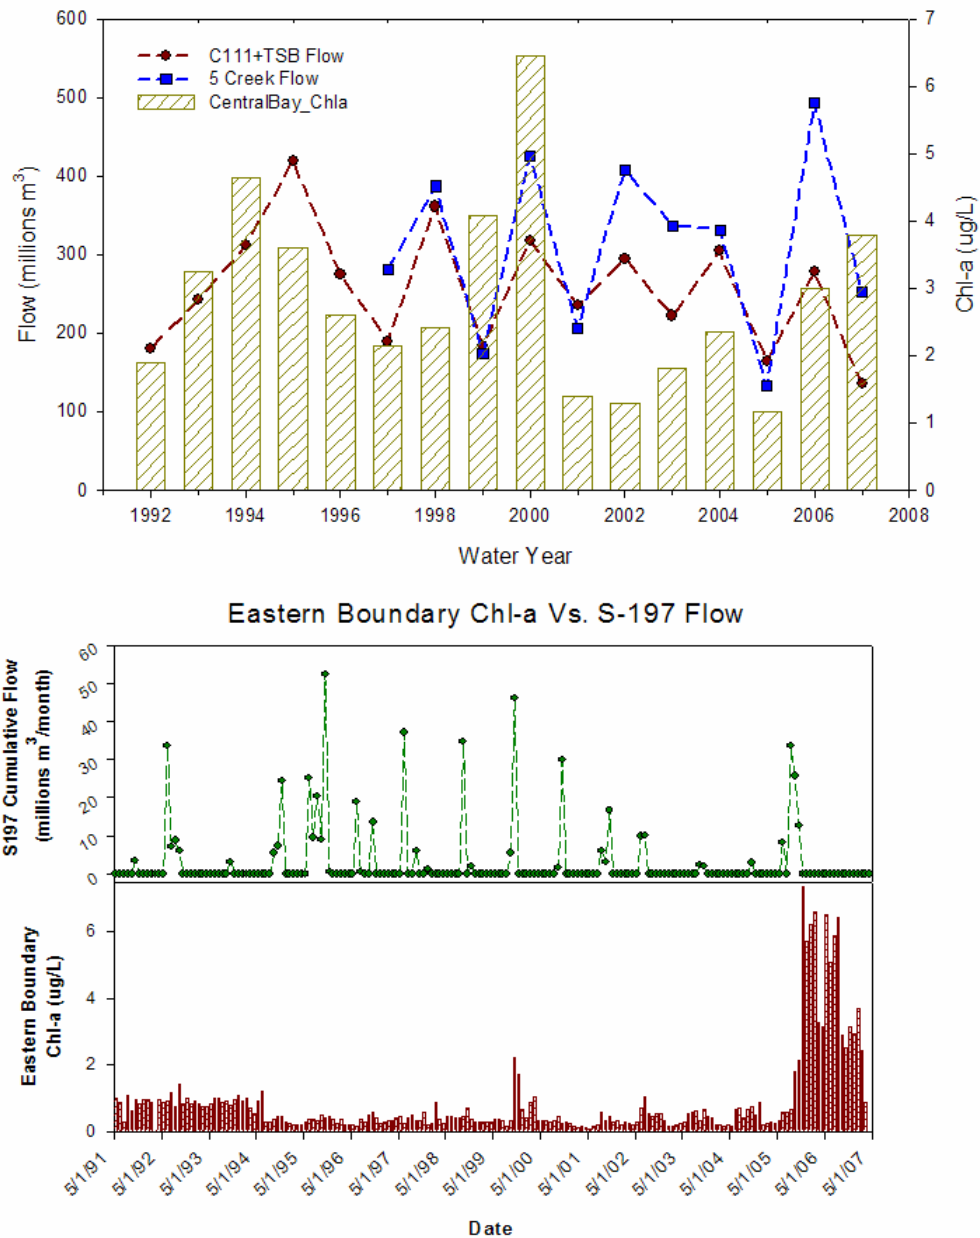 600
500
400
300
200
100
0
Flow (millions m³)
C111+TSB Flow
5 Creek Flow
CentralBay_Chla
7
6
5
4
3
2
1
0
Chl-a (ug/L)
1992 1994 1996 1998 2000 2002 2004 2006 2008
Water Year
Eastern Boundary Chl-a Vs. S-197 Flow
60
50
40
30
20
10
0
S197 Cumulative Flow
(millions m³/month)
6
4
2
0
Eastern Boundary
Chl-a (ug/L)
5/1/91 5/1/92 5/1/93 5/1/94 5/1/95 5/1/96 5/1/97 5/1/98 5/1/99 5/1/00 5/1/01 5/1/02 5/1/03 5/1/04 5/1/05 5/1/06 5/1/07
Date